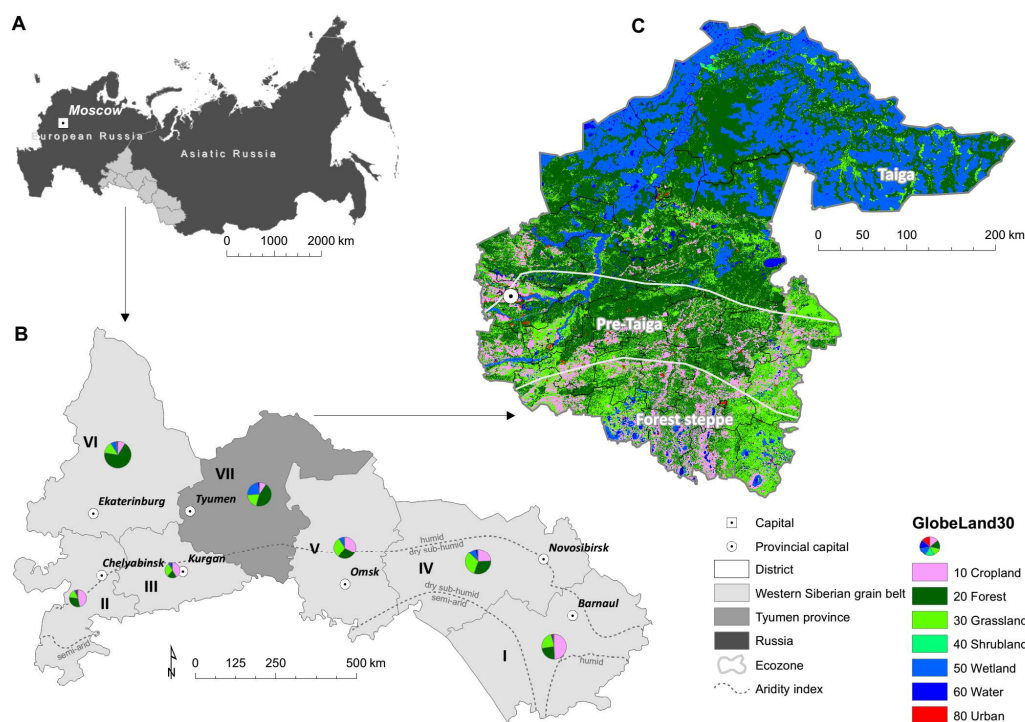 A
Moscow
European Russia
Asiatic Russia
0 1000 2000 km
C
Taiga
0 50 100 200 km
Pre-Taiga
Forest steppe
B
VI
VII
Ekaterinburg
Tyumen
V
humid
dry sub-humid
Novosibirsk
Chelyabinsk
Kurgan
IV
III
Omsk
II
dry sub-humid
semi-arid
Barnaul
semi-arid
I
humid
N
0 125 250 500 km
Capital
Provincial capital
District
Western Siberian grain belt
Tyumen province
Russia
Ecozone
Aridity index
GlobeLand30
10 Cropland
20 Forest
30 Grassland
40 Shrubland
50 Wetland
60 Water
80 Urban